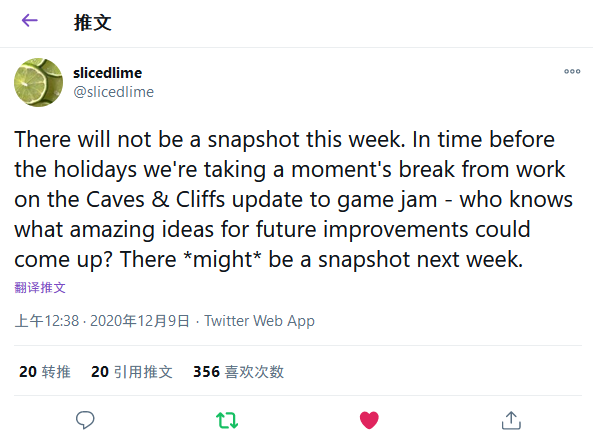 推文
slicedlime
@slicedlime
There will not be a snapshot this week. In time before
the holidays we're taking a moment's break from work
on the Caves & Cliffs update to game jam - who knows
what amazing ideas for future improvements could
come up? There *might* be a snapshot next week.
翻译推文
上午12:38 · 2020年12月9日 · Twitter Web App
20 转推 20 引用推文 356 喜欢次数